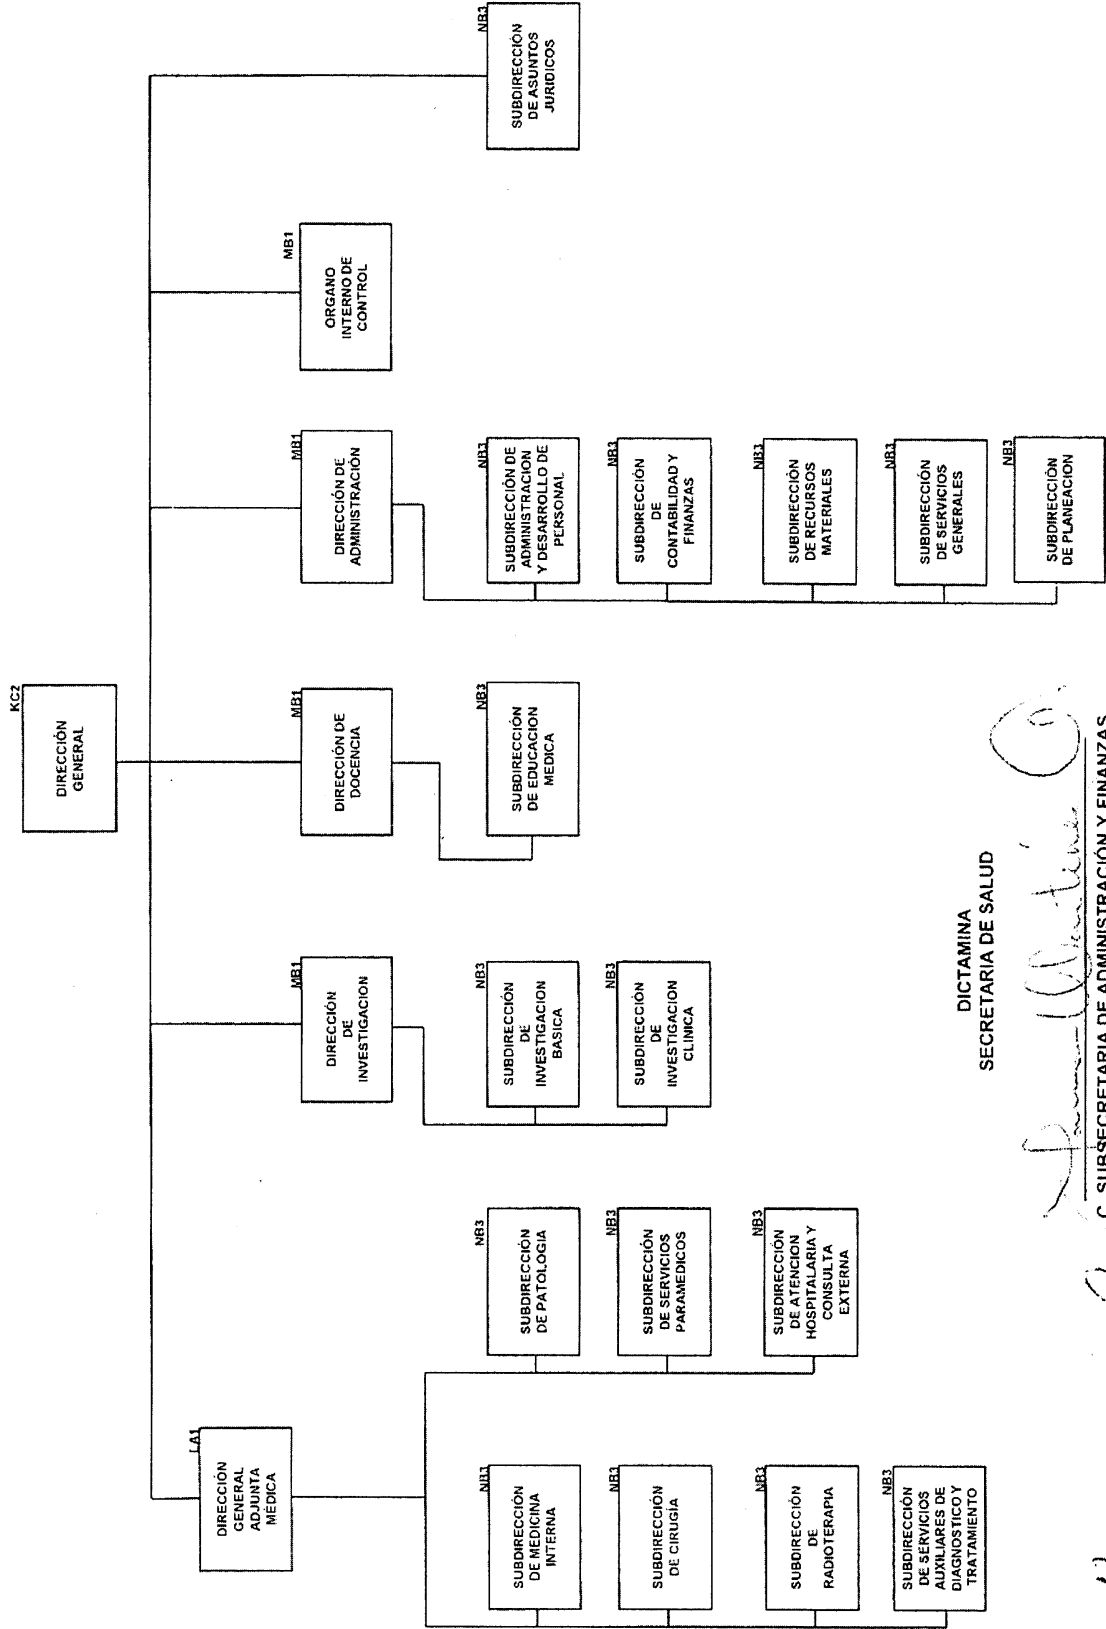 KC2
DIRECCIÓN
GENERAL
LA1
DIRECCIÓN
GENERAL
ADJUNTA
MÉDICA
MB1
DIRECCIÓN
DE
INVESTIGACION
MB1
DIRECCIÓN DE
DOCENCIA
MB1
DIRECCIÓN DE
ADMINISTRACIÓN
MB1
ORGANO
INTERNO DE
CONTROL
NB3
SUBDIRECCIÓN
DE ASUNTOS
JURIDICOS
NB3
SUBDIRECCIÓN
DE MEDICINA
INTERNA
NB3
SUBDIRECCIÓN
DE CIRUGÍA
NB3
SUBDIRECCIÓN
DE
RADIOTERAPIA
NB3
SUBDIRECCIÓN
DE SERVICIOS
AUXILIARES DE
DIAGNOSTICO Y
TRATAMIENTO
NB3
SUBDIRECCIÓN
DE PATOLOGIA
NB3
SUBDIRECCIÓN
DE SERVICIOS
PARAMEDICOS
NB3
SUBDIRECCIÓN
DE ATENCION
HOSPITALARIA Y
CONSULTA
EXTERNA
NB3
SUBDIRECCIÓN
DE
INVESTIGACION
BASICA
NB3
SUBDIRECCIÓN
DE
INVESTIGACION
CLINICA
NB3
SUBDIRECCIÓN
DE EDUCACION
MEDICA
NB3
SUBDIRECCIÓN DE
ADMINISTRACION
Y DESARROLLO DE
PERSONAL
NB3
SUBDIRECCIÓN
DE
CONTABILIDAD Y
FINANZAS
NB3
SUBDIRECCIÓN
DE RECURSOS
MATERIALES
NB3
SUBDIRECCIÓN
DE SERVICIOS
GENERALES
NB3
SUBDIRECCIÓN
DE PLANEACION
DICTAMINA
SECRETARIA DE SALUD
C. SUBSECRETARIA DE ADMINISTRACIÓN Y FINANZAS